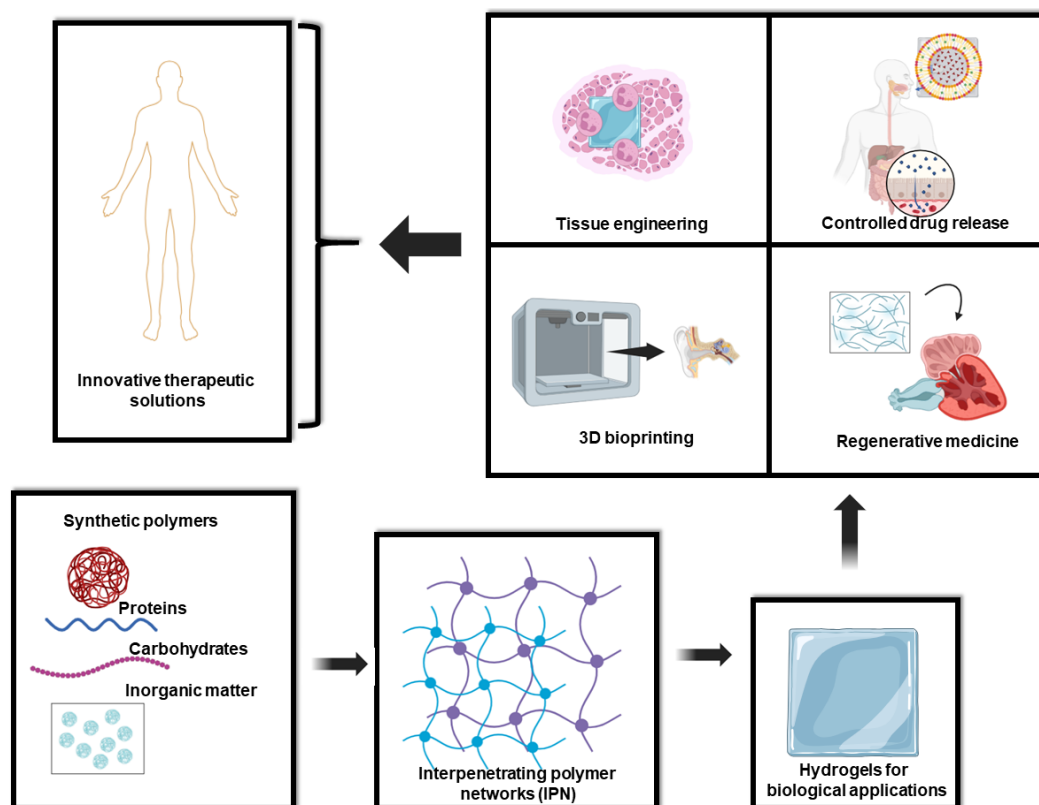 Tissue engineering
Controlled drug release
3D bioprinting
Regenerative medicine
Innovative therapeutic
solutions
Synthetic polymers
Proteins
Carbohydrates
Inorganic matter
Interpenetrating polymer
networks (IPN)
Hydrogels for
biological applications